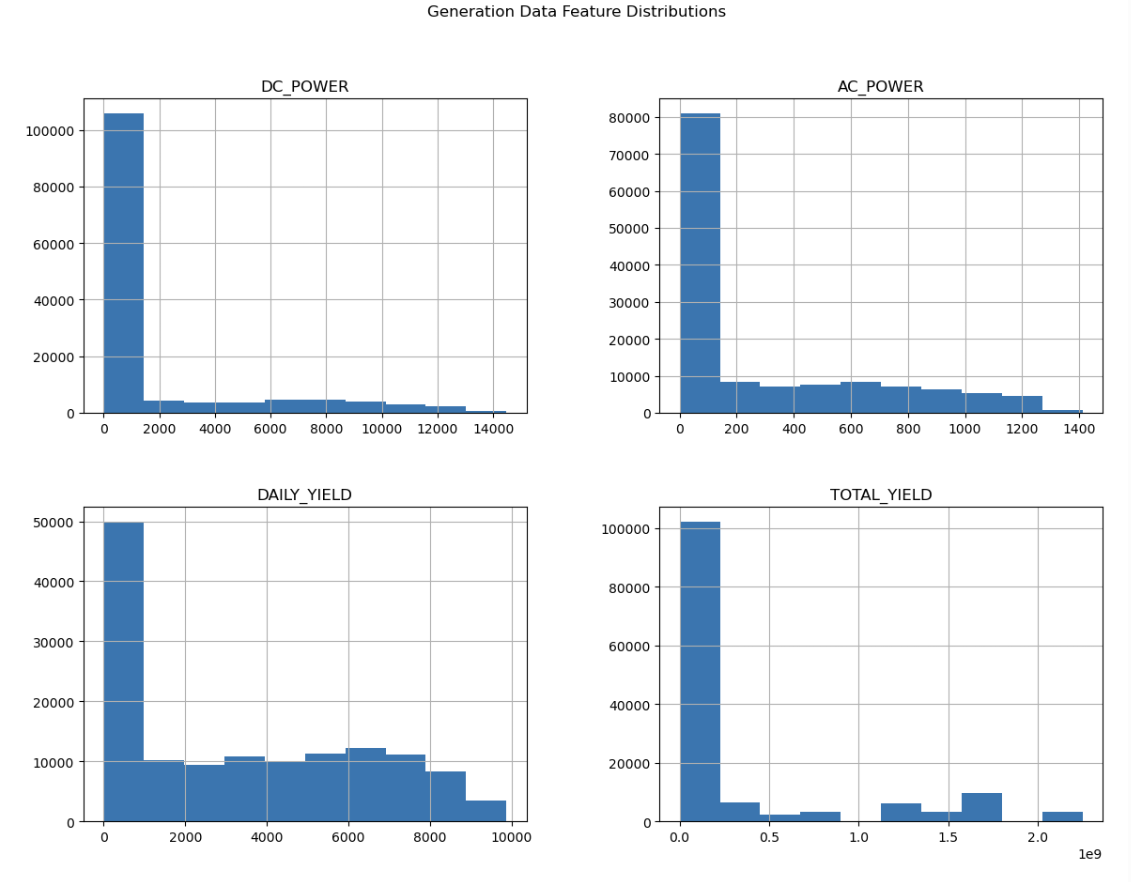 Generation Data Feature Distributions
DC_POWER
100000
80000
60000
40000
20000
0
0 2000 4000 6000 8000 10000 12000 14000
AC_POWER
80000
70000
60000
50000
40000
30000
20000
10000
0
0 200 400 600 800 1000 1200 1400
DAILY_YIELD
50000
40000
30000
20000
10000
0
0 2000 4000 6000 8000 10000
TOTAL_YIELD
100000
80000
60000
40000
20000
0
0.0 0.5 1.0 1.5 2.0
1e9